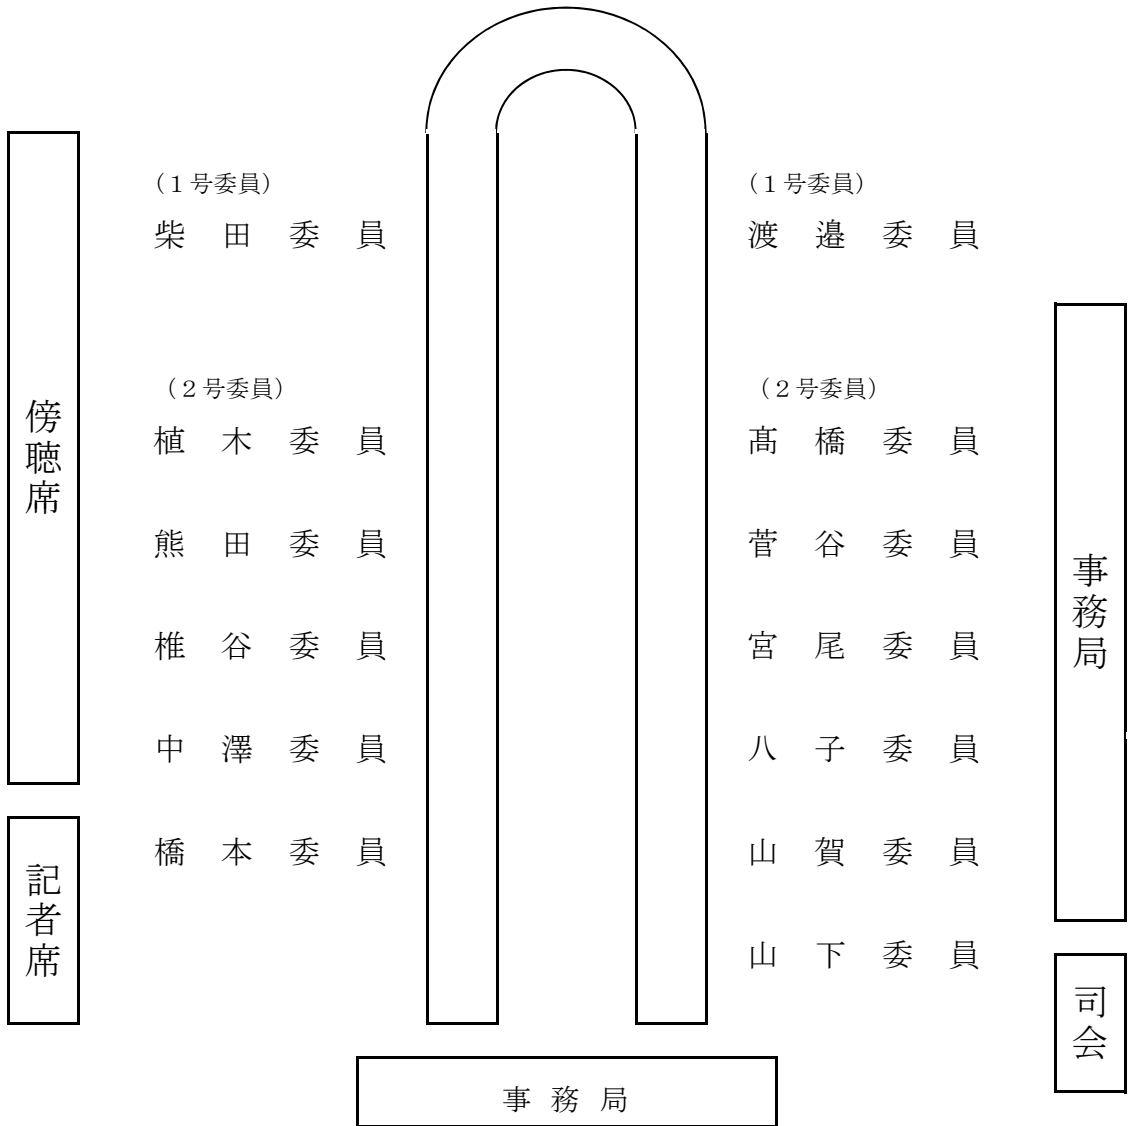 （１号委員）
柴田委員
（２号委員）
植木委員
熊田委員
椎谷委員
中澤委員
橋本委員
（１号委員）
渡邉委員
（２号委員）
髙橋委員
菅谷委員
宮尾委員
八子委員
山賀委員
山下委員
傍聴席
記者席
事務局
司会
事務局